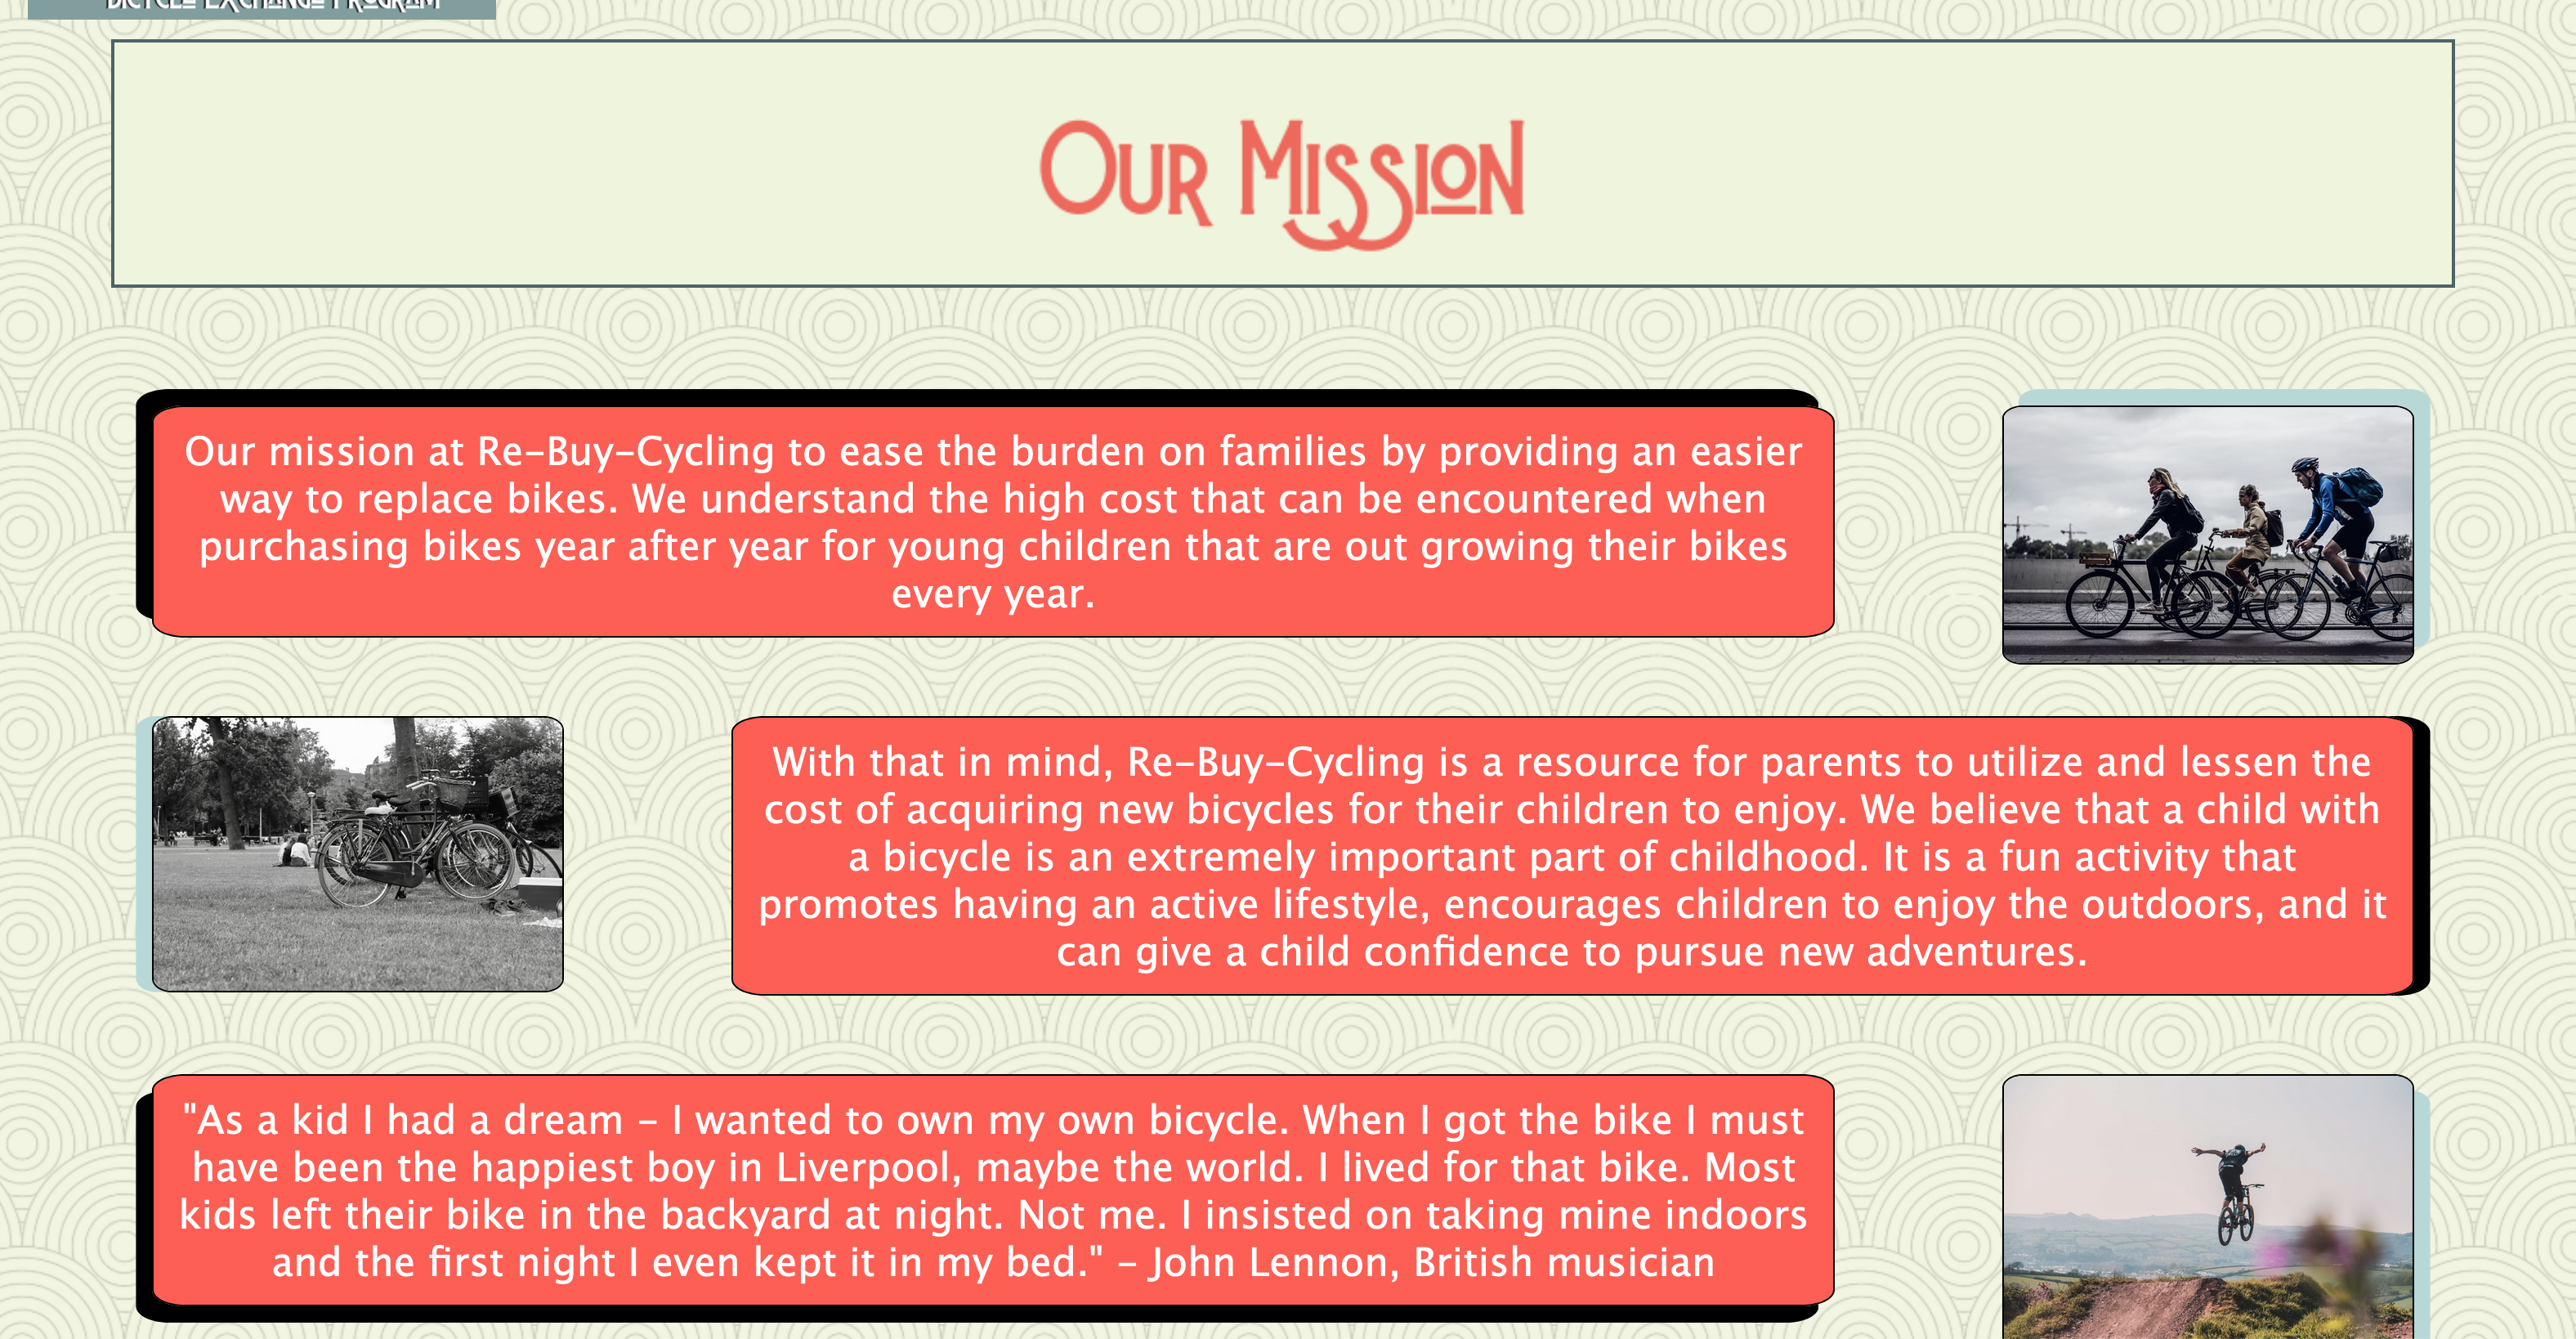 BICYCLE EXCHANGE PROGRAM
OUR MISSION
Our mission at Re-Buy-Cycling to ease the burden on families by providing an easier
way to replace bikes. We understand the high cost that can be encountered when
purchasing bikes year after year for young children that are out growing their bikes
every year.
With that in mind, Re-Buy-Cycling is a resource for parents to utilize and lessen the
cost of acquiring new bicycles for their children to enjoy. We believe that a child with
a bicycle is an extremely important part of childhood. It is a fun activity that
promotes having an active lifestyle, encourages children to enjoy the outdoors, and it
can give a child confidence to pursue new adventures.
"As a kid I had a dream - I wanted to own my own bicycle. When I got the bike I must
have been the happiest boy in Liverpool, maybe the world. I lived for that bike. Most
kids left their bike in the backyard at night. Not me. I insisted on taking mine indoors
and the first night I even kept it in my bed." - John Lennon, British musician